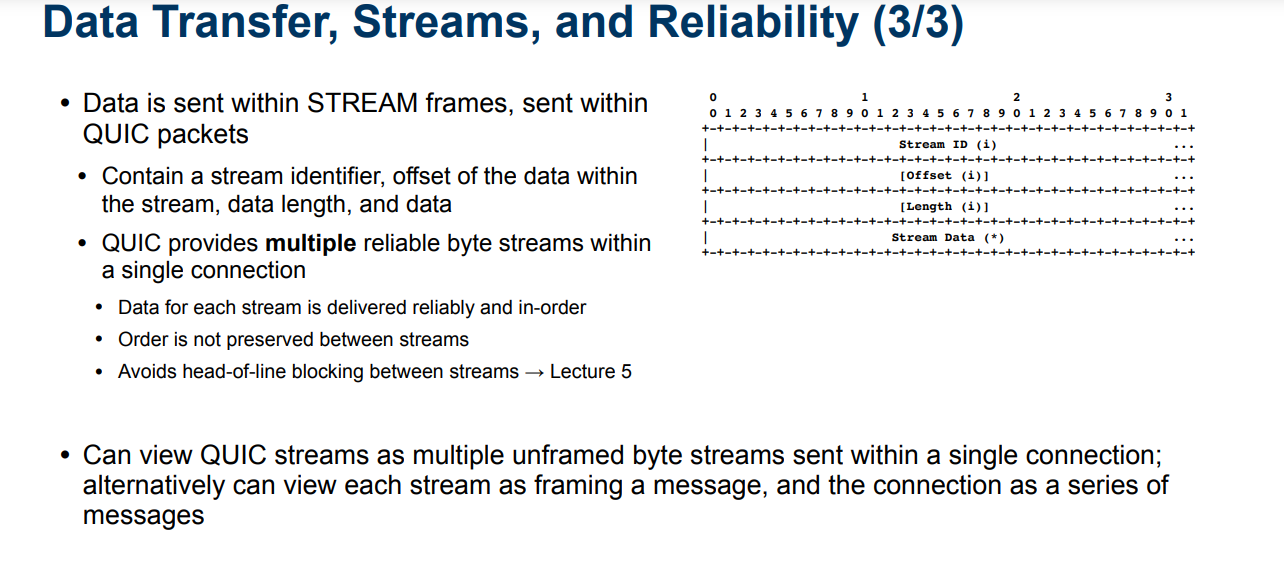 Data Transfer, Streams, and Reliability (3/3)
• Data is sent within STREAM frames, sent within
QUIC packets
• Contain a stream identifier, offset of the data within
the stream, data length, and data
• QUIC provides multiple reliable byte streams within
a single connection
• Data for each stream is delivered reliably and in-order
• Order is not preserved between streams
• Avoids head-of-line blocking between streams → Lecture 5
0 1 2 3
0 1 2 3 4 5 6 7 8 9 0 1 2 3 4 5 6 7 8 9 0 1 2 3 4 5 6 7 8 9 0 1
+-+-+-+-+-+-+-+-+-+-+-+-+-+-+-+-+-+-+-+-+-+-+-+-+-+-+-+-+-+-+-+-+
| Stream ID (i) ...
+-+-+-+-+-+-+-+-+-+-+-+-+-+-+-+-+-+-+-+-+-+-+-+-+-+-+-+-+-+-+-+-+
| [Offset (i)] ...
+-+-+-+-+-+-+-+-+-+-+-+-+-+-+-+-+-+-+-+-+-+-+-+-+-+-+-+-+-+-+-+-+
| [Length (i)] ...
+-+-+-+-+-+-+-+-+-+-+-+-+-+-+-+-+-+-+-+-+-+-+-+-+-+-+-+-+-+-+-+-+
| Stream Data (*) ...
+-+-+-+-+-+-+-+-+-+-+-+-+-+-+-+-+-+-+-+-+-+-+-+-+-+-+-+-+-+-+-+-+
• Can view QUIC streams as multiple unframed byte streams sent within a single connection;
alternatively can view each stream as framing a message, and the connection as a series of
messages